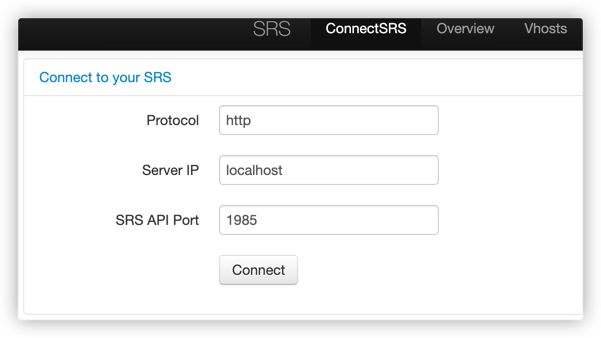 SRS ConnectSRS Overview Vhosts
Connect to your SRS
Protocol http
Server IP localhost
SRS API Port 1985
Connect